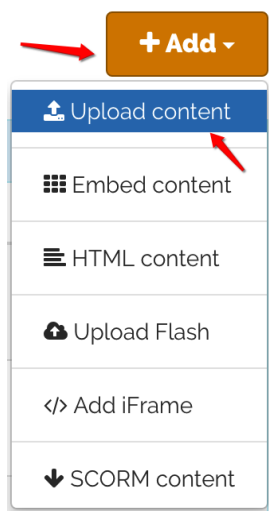 + Add
Upload content
Embed content
HTML content
Upload Flash
</> Add iFrame
SCORM content